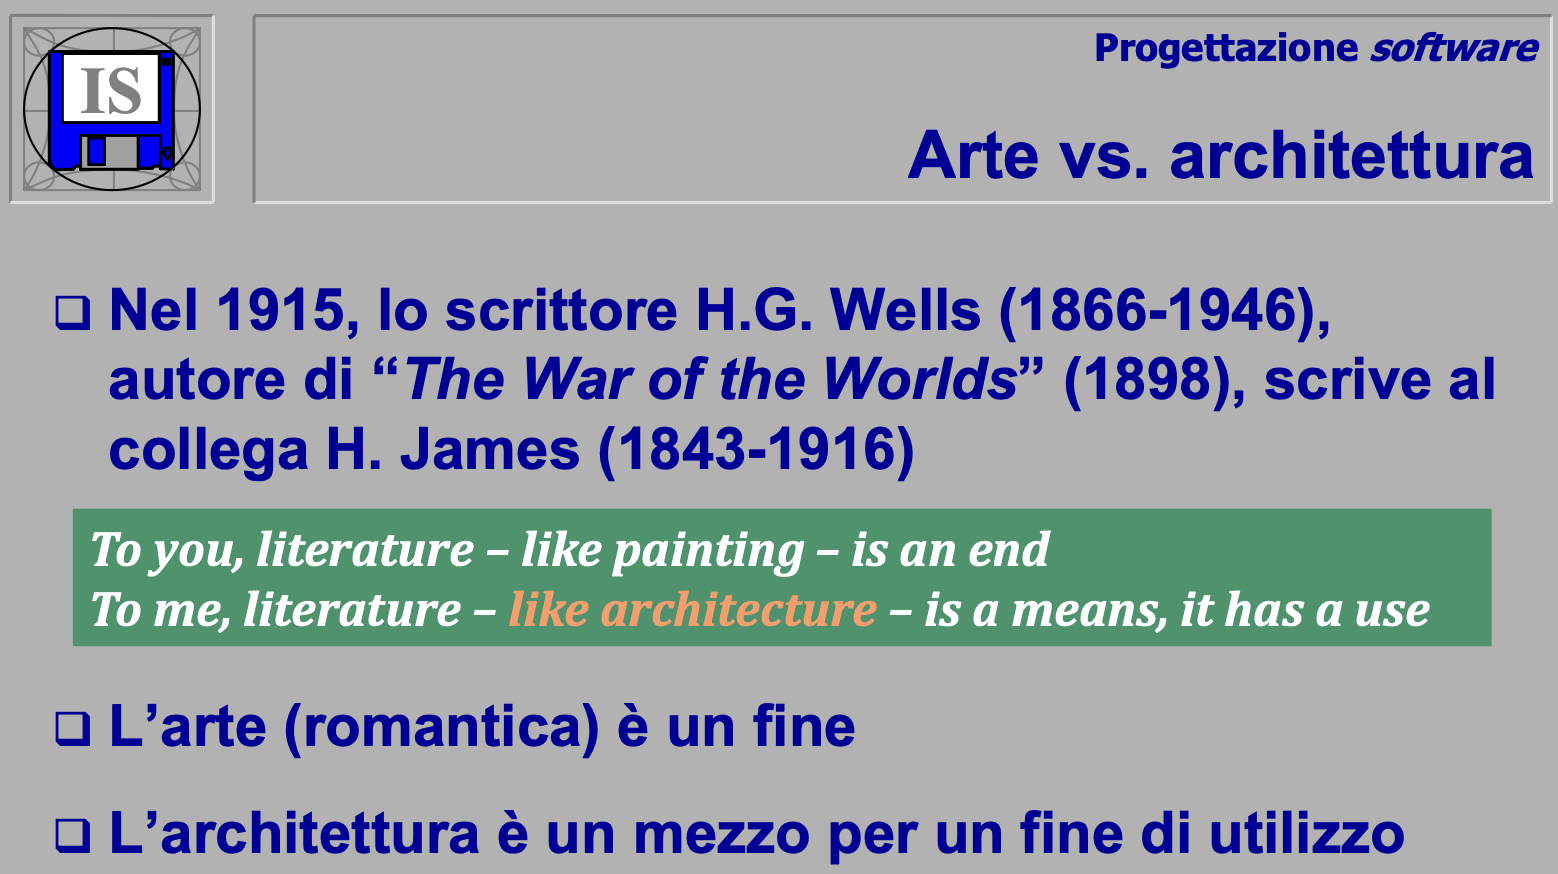 IS
Progettazione software
Arte vs. architettura
❑ Nel 1915, lo scrittore H.G. Wells (1866-1946),
autore di “The War of the Worlds” (1898), scrive al
collega H. James (1843-1916)
To you, literature – like painting – is an end
To me, literature – like architecture – is a means, it has a use
❑ L’arte (romantica) è un fine
❑ L’architettura è un mezzo per un fine di utilizzo